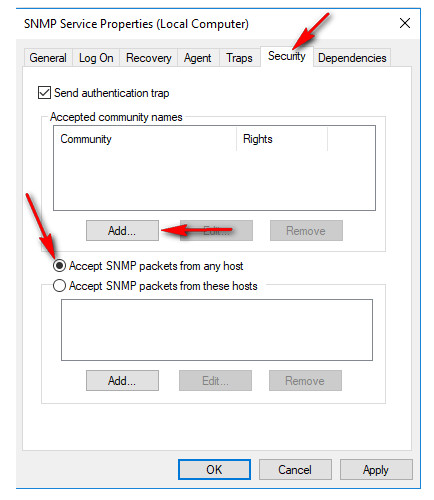 SNMP Service Properties (Local Computer)
General Log On Recovery Agent Traps Security Dependencies
Send authentication trap
Accepted community names
Community Rights
Add... Edit... Remove
Accept SNMP packets from any host
Accept SNMP packets from these hosts
Add... Edit... Remove
OK Cancel Apply